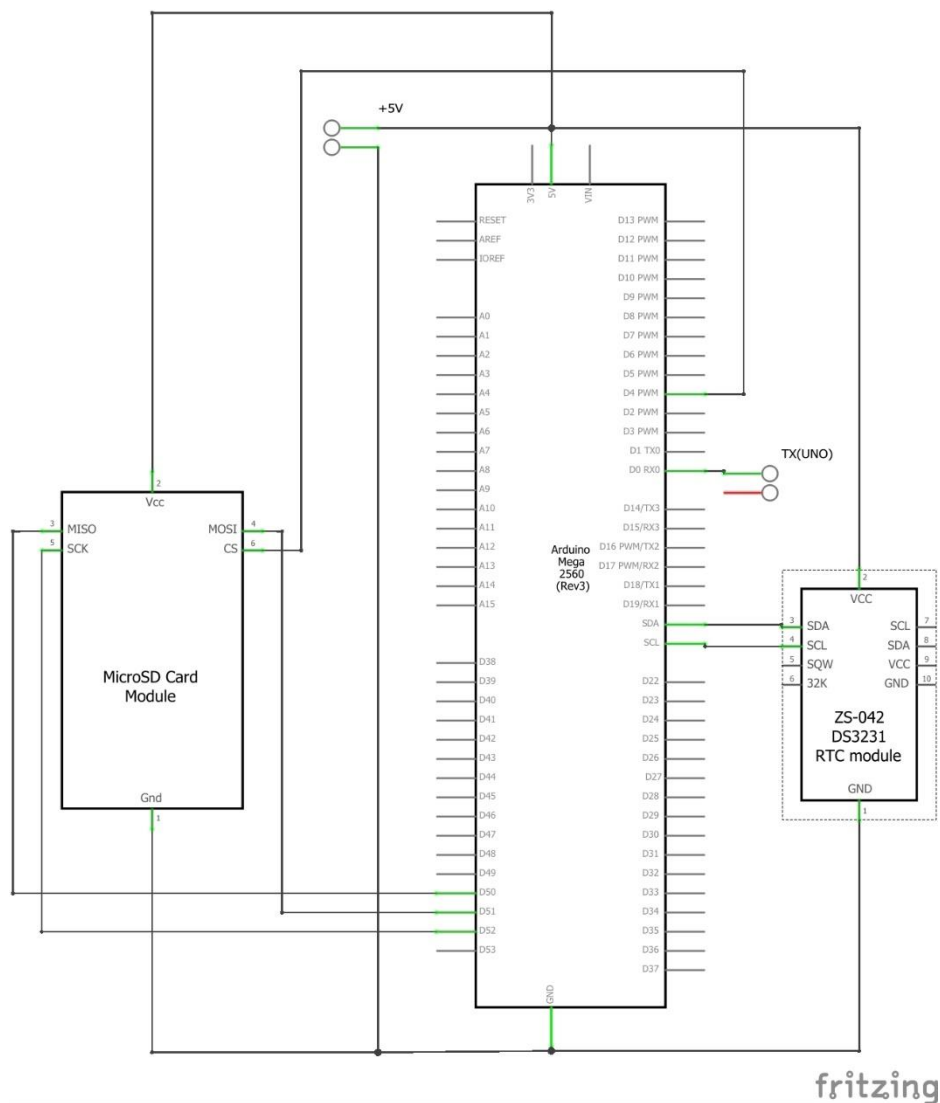 +5V
3V3
5V
VIN
RESET
AREF
IOREF
A0
A1
A2
A3
A4
A5
A6
A7
A8
A9
A10
A11
A12
A13
A14
A15
D38
D39
D40
D41
D42
D43
D44
D45
D46
D47
D48
D49
D50
D51
D52
D53
Arduino
Mega
2560
(Rev3)
D13 PWM
D12 PWM
D11 PWM
D10 PWM
D9 PWM
D8 PWM
D7 PWM
D6 PWM
D5 PWM
D4 PWM
D2 PWM
D3 PWM
D1 TX0
D0 RX0
D14/TX3
D15/RX3
D16 PWM/TX2
D17 PWM/RX2
D18/TX1
D19/RX1
SDA
SCL
D22
D23
D24
D25
D26
D27
D28
D29
D30
D31
D32
D33
D34
D35
D36
D37
GND
TX(UNO)
2
Vcc
3 MISO
5 SCK
MOSI 4
CS 6
MicroSD Card
Module
Gnd
1
2
VCC
3 SDA
4 SCL
5 SQW
6 32K
SCL 7
SDA 8
VCC 9
GND 10
ZS-042
DS3231
RTC module
GND
1
fritzing